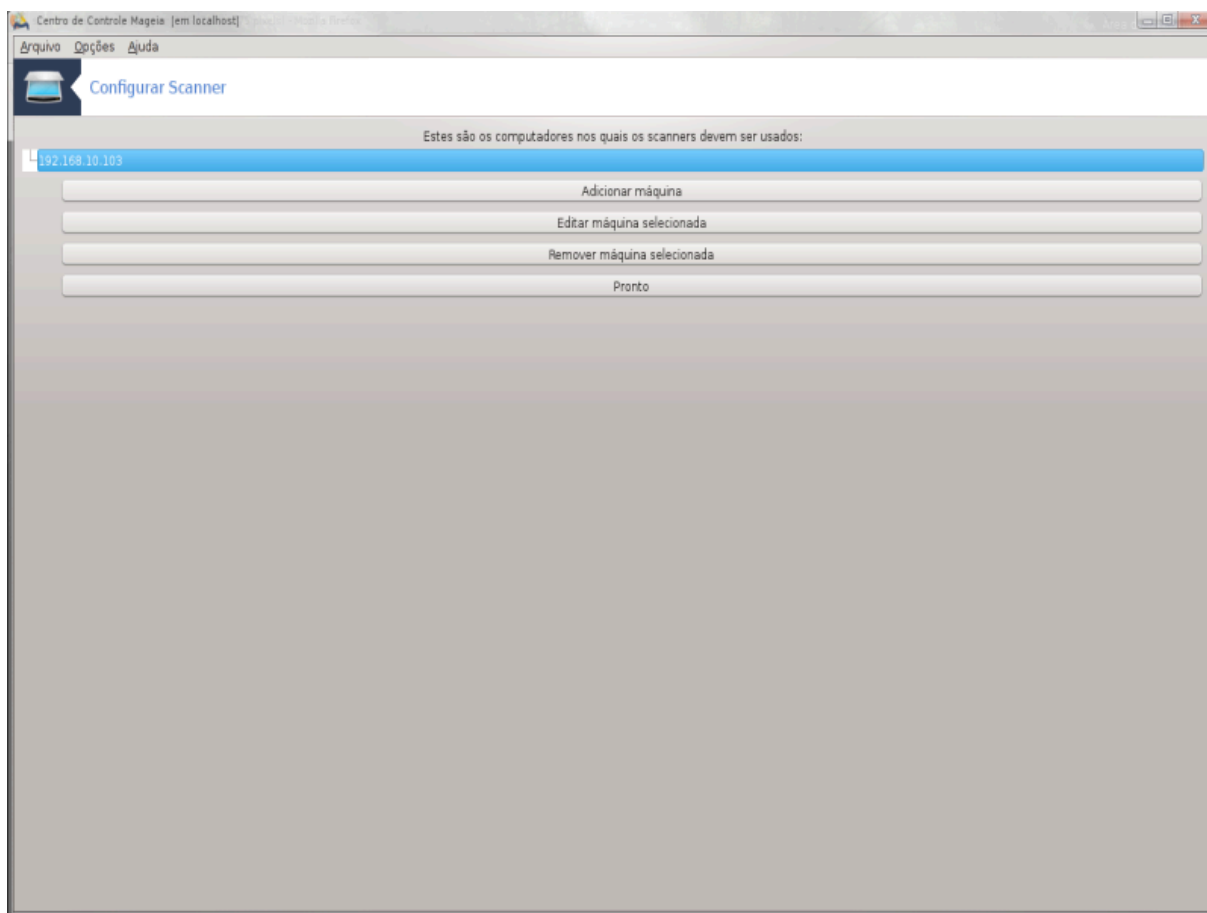 Centro de Controle Mageia [em localhost]
Arquivo Opções Ajuda
Configurar Scanner
Estes são os computadores nos quais os scanners devem ser usados:
192.168.10.103
Adicionar máquina
Editar máquina selecionada
Remover máquina selecionada
Pronto